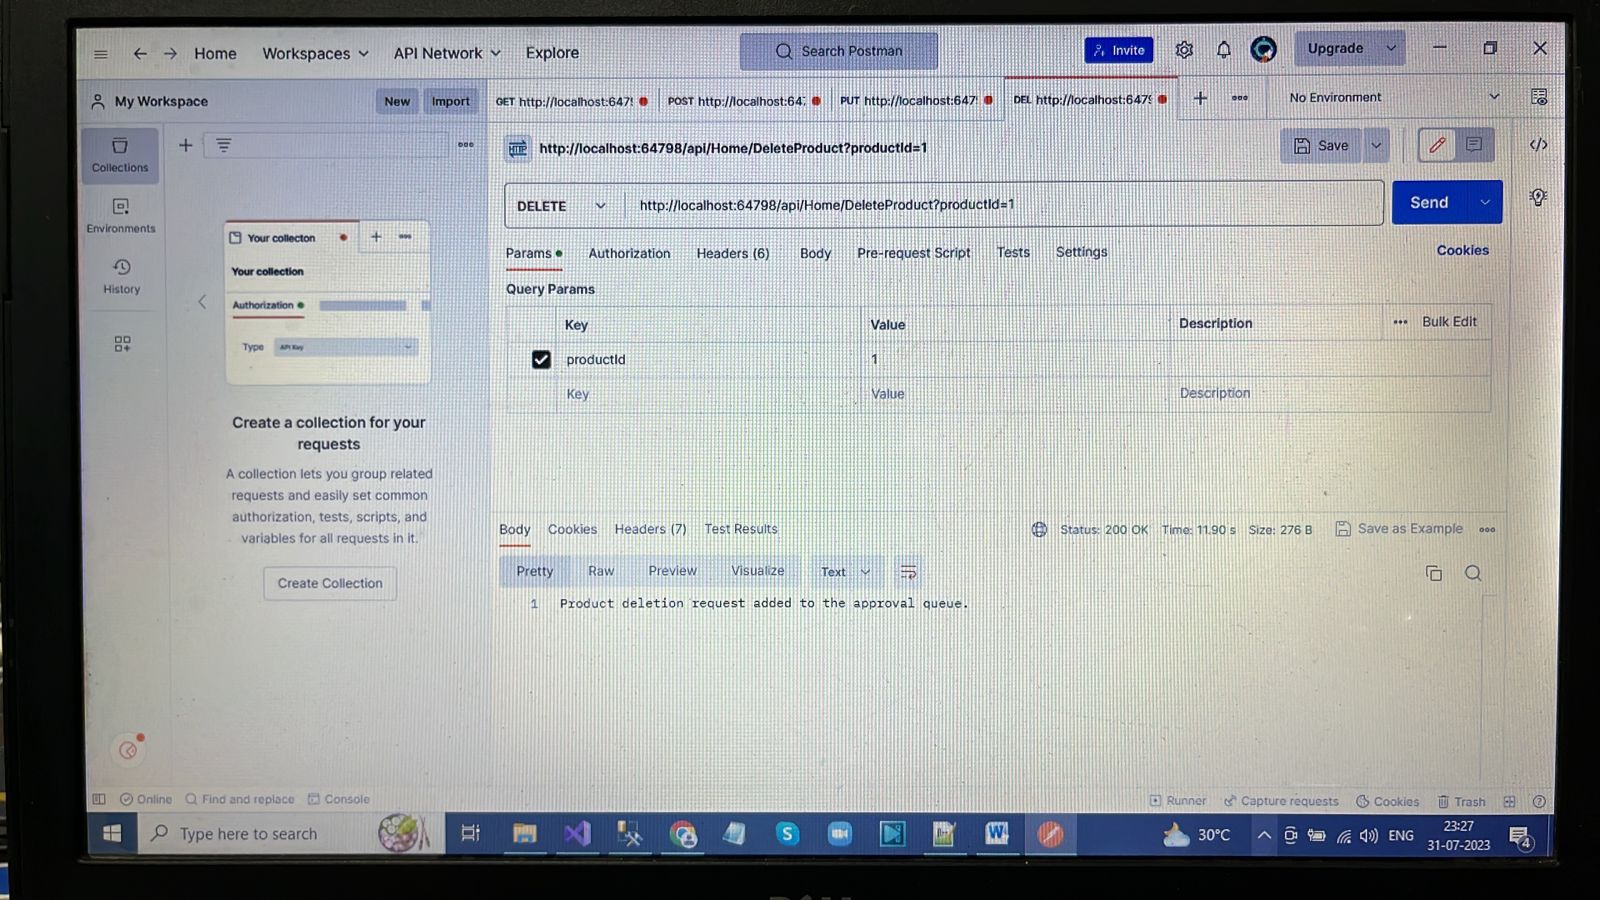 Home Workspaces API Network Explore Search Postman Invite Upgrade
My Workspace New Import
GET http://localhost:647 POST http://localhost:64 PUT http://localhost:647 DEL http://localhost:647 No Environment
Collections
Environments
History
Your collecton
Your collection
Authorization
Type API Key
Create a collection for your
requests
A collection lets you group related
requests and easily set common
authorization, tests, scripts, and
variables for all requests in it.
Create Collection
HTTP http://localhost:64798/api/Home/DeleteProduct?productId=1 Save
DELETE http://localhost:64798/api/Home/DeleteProduct?productId=1 Send
Params Authorization Headers (6) Body Pre-request Script Tests Settings Cookies
Query Params
Key Value Description Bulk Edit
productId 1
Key Value Description
Body Cookies Headers (7) Test Results Status: 200 OK Time: 11.90 s Size: 276 B Save as Example
Pretty Raw Preview Visualize Text
1 Product deletion request added to the approval queue.
Online Find and replace Console Runner Capture requests Cookies Trash
Type here to search 30°C ENG 23:27
31-07-2023 4